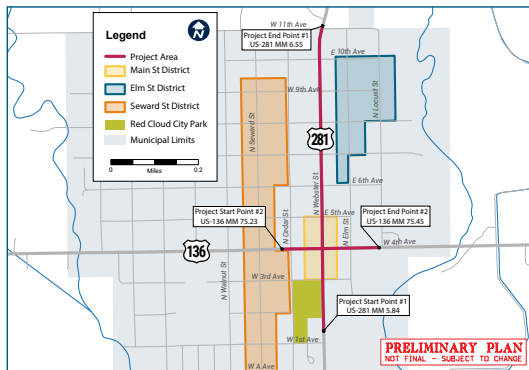 Legend
N
Project Area
Main St District
Elm St District
Seward St District
Red Cloud City Park
Municipal Limits
0
0.2
Miles
W 11th Ave
Project End Point #1
US-281 MM 6.55
E 10th Ave
W 9th Ave
N Locust St
N Seward St
281
E 6th Ave
N Webster St.
Project Start Point #2
US-136 MM 75.23
N Cedar St.
E 5th Ave
N Elm St
Project End Point #2
US-136 MM 75.45
W 4th Ave
136
N Walnut St
W 3rd Ave
Project Start Point #1
US-281 MM 5.84
W 1st Ave
W A Ave
PRELIMINARY PLAN
NOT FINAL - SUBJECT TO CHANGE